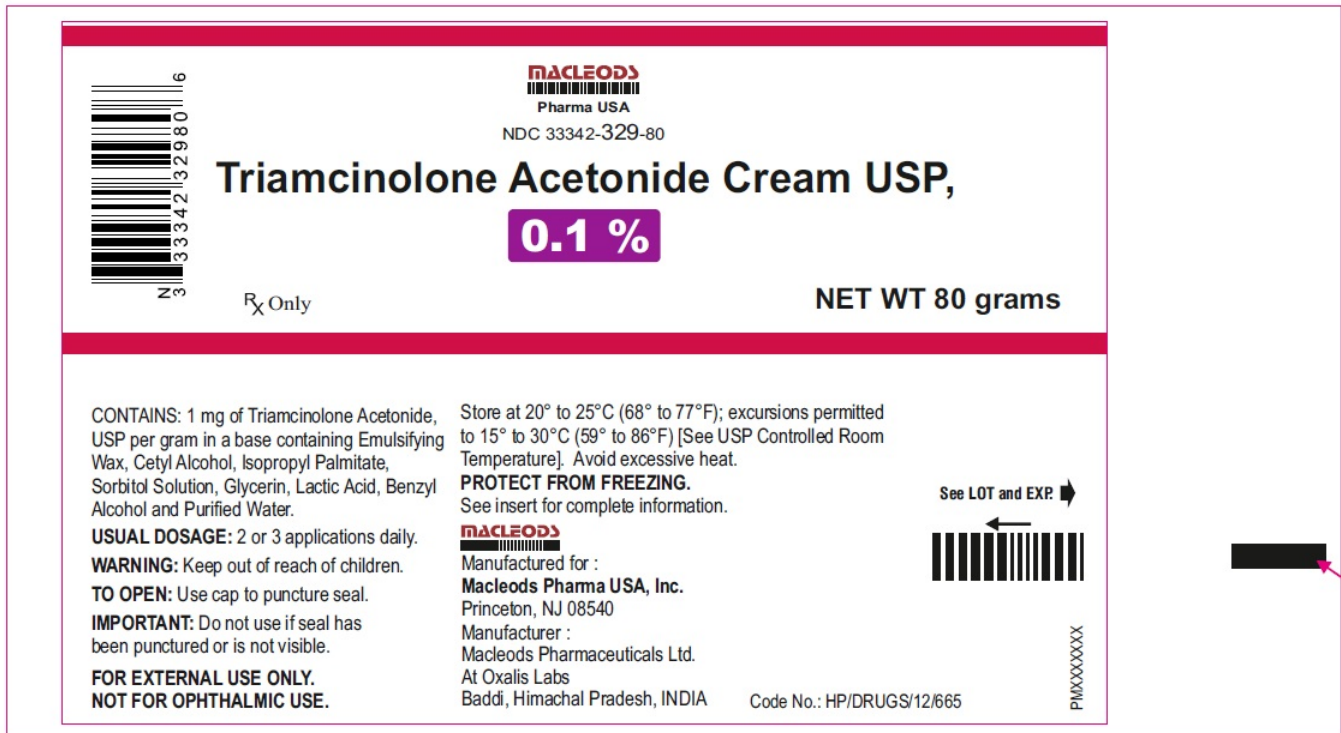 MACLEODS
Pharma USA
NDC 33342-329-80
Triamcinolone Acetonide Cream USP,
0.1 %
Rx Only
NET WT 80 grams
N
3
33342 32980
6
CONTAINS: 1 mg of Triamcinolone Acetonide,
USP per gram in a base containing Emulsifying
Wax, Cetyl Alcohol, Isopropyl Palmitate,
Sorbitol Solution, Glycerin, Lactic Acid, Benzyl
Alcohol and Purified Water.
USUAL DOSAGE: 2 or 3 applications daily.
WARNING: Keep out of reach of children.
TO OPEN: Use cap to puncture seal.
IMPORTANT: Do not use if seal has
been punctured or is not visible.
FOR EXTERNAL USE ONLY.
NOT FOR OPHTHALMIC USE.
Store at 20° to 25°C (68° to 77°F); excursions permitted
to 15° to 30°C (59° to 86°F) [See USP Controlled Room
Temperature]. Avoid excessive heat.
PROTECT FROM FREEZING.
See insert for complete information.
MACLEODS
Manufactured for :
Macleods Pharma USA, Inc.
Princeton, NJ 08540
Manufacturer :
Macleods Pharmaceuticals Ltd.
At Oxalis Labs
Baddi, Himachal Pradesh, INDIA
Code No.: HP/DRUGS/12/665
See LOT and EXP.
PMXXXXXXX